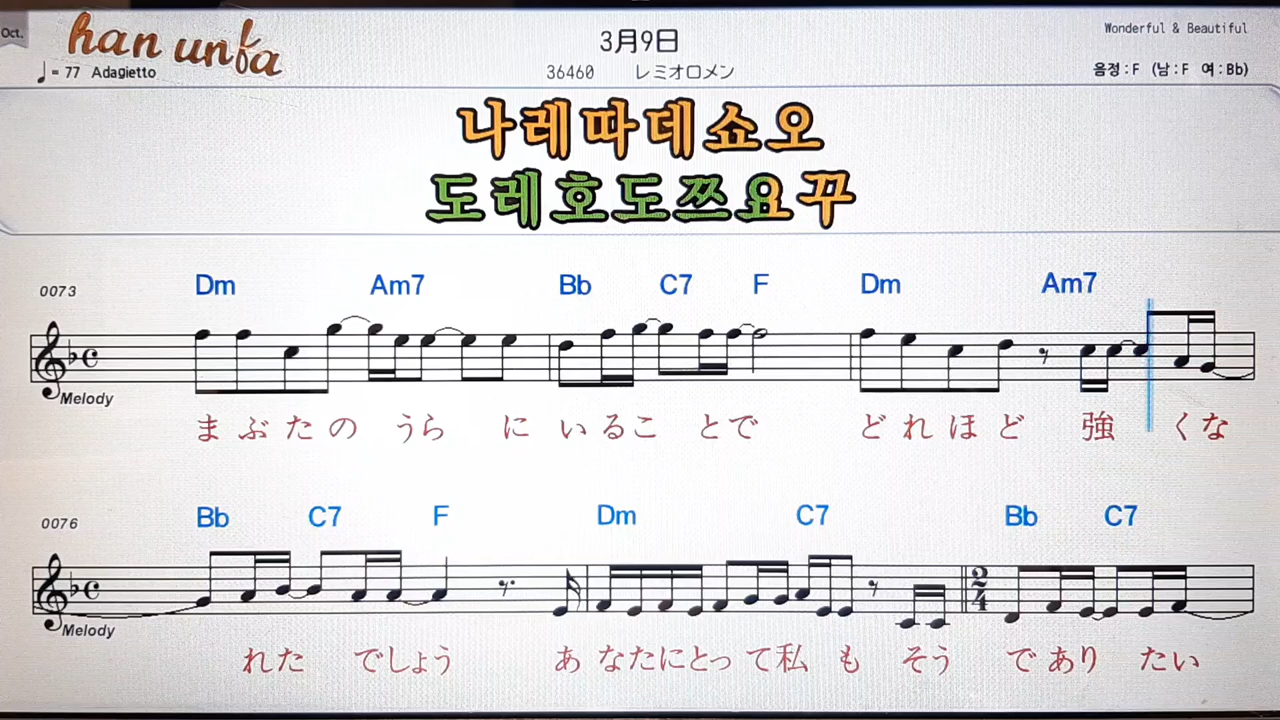 Oct.
han unfa
3月9日
Wonderful & Beautiful
♩= 77 Adagietto
36460 レミオロメン
음정:F (남:F 여:Bb)
나레따데쇼오
도레호도쯔요꾸
0073
Dm Am7 Bb C7 F Dm Am7
Melody
まぶたの うら に いるこ とで どれほど 強 くな
0076
Bb C7 F Dm C7 Bb C7
2/4
Melody
れた でしょう あ なたにとっ て私 も そう であり たい